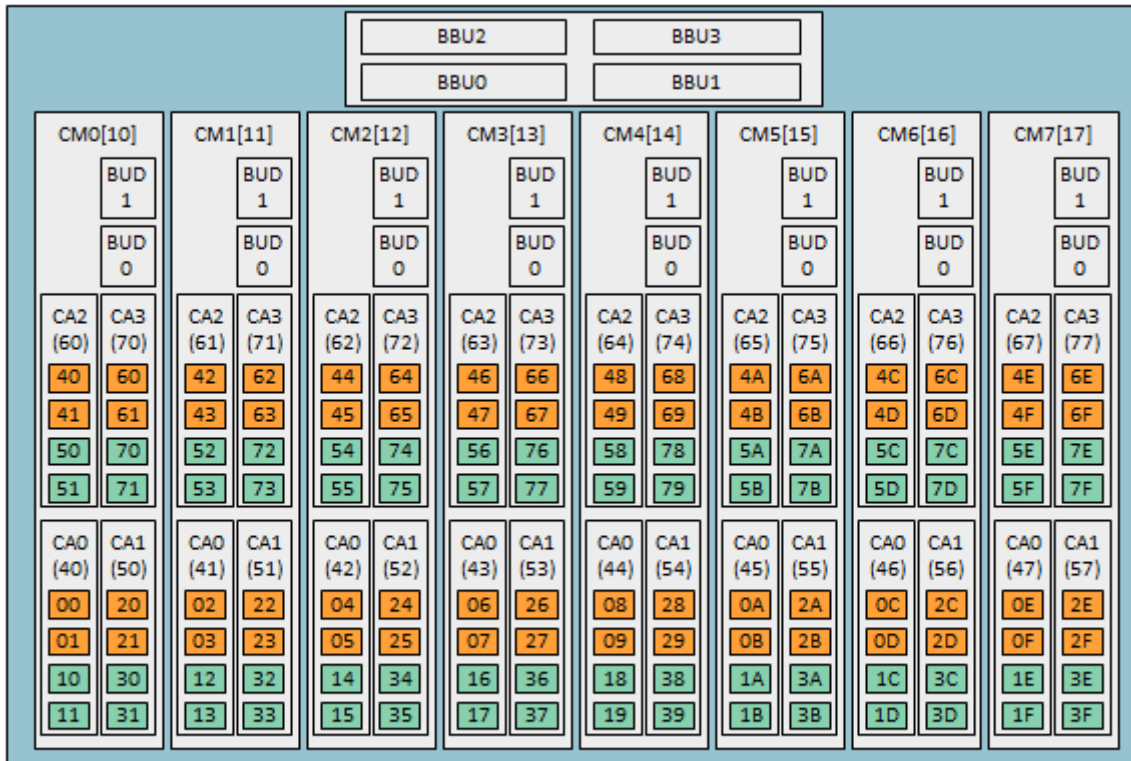 BBU2 BBU3
BBU0 BBU1
CM0[10] CM1[11] CM2[12] CM3[13] CM4[14] CM5[15] CM6[16] CM7[17]
BUD BUD BUD BUD BUD BUD BUD BUD
1 1 1 1 1 1 1 1
BUD BUD BUD BUD BUD BUD BUD BUD
0 0 0 0 0 0 0 0
CA2 CA3 CA2 CA3 CA2 CA3 CA2 CA3 CA2 CA3 CA2 CA3 CA2 CA3 CA2 CA3
(60) (70) (61) (71) (62) (72) (63) (73) (64) (74) (65) (75) (66) (76) (67) (77)
40 60 42 62 44 64 46 66 48 68 4A 6A 4C 6C 4E 6E
41 61 43 63 45 65 47 67 49 69 4B 6B 4D 6D 4F 6F
50 70 52 72 54 74 56 76 58 78 5A 7A 5C 7C 5E 7E
51 71 53 73 55 75 57 77 59 79 5B 7B 5D 7D 5F 7F
CA0 CA1 CA0 CA1 CA0 CA1 CA0 CA1 CA0 CA1 CA0 CA1 CA0 CA1 CA0 CA1
(40) (50) (41) (51) (42) (52) (43) (53) (44) (54) (45) (55) (46) (56) (47) (57)
00 20 02 22 04 24 06 26 08 28 0A 2A 0C 2C 0E 2E
01 21 03 23 05 25 07 27 09 29 0B 2B 0D 2D 0F 2F
10 30 12 32 14 34 16 36 18 38 1A 3A 1C 3C 1E 3E
11 31 13 33 15 35 17 37 19 39 1B 3B 1D 3D 1F 3F